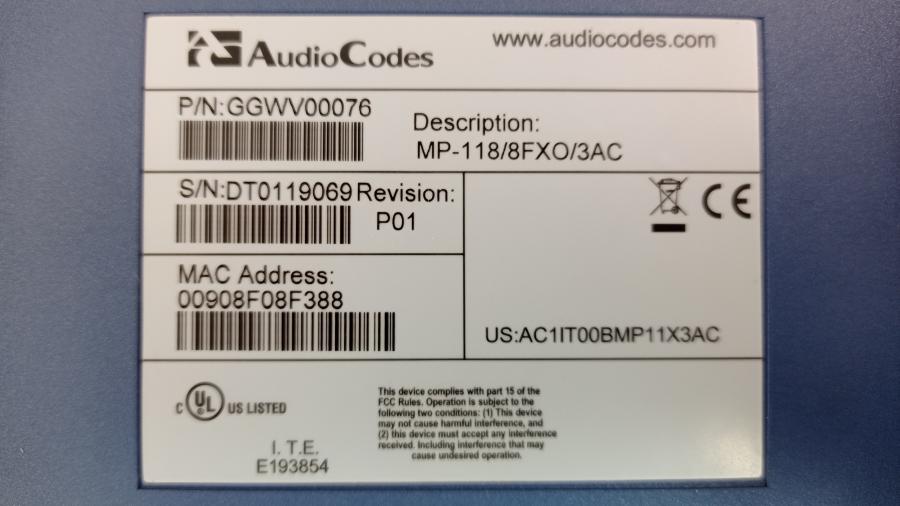 AudioCodes
www.audiocodes.com
P/N:GGWV00076
Description:
MP-118/8FXO/3AC
S/N:DT0119069
Revision:
P01
MAC Address:
00908F08F388
CE
US:AC1IT00BMP11X3AC
C UL US LISTED
I.T.E.
E193854
This device complies with part 15 of the
FCC Rules. Operation is subject to the
following two conditions: (1) This device
may not cause harmful interference, and
(2) this device must accept any interference
received. Including interference that may
cause undesired operation.